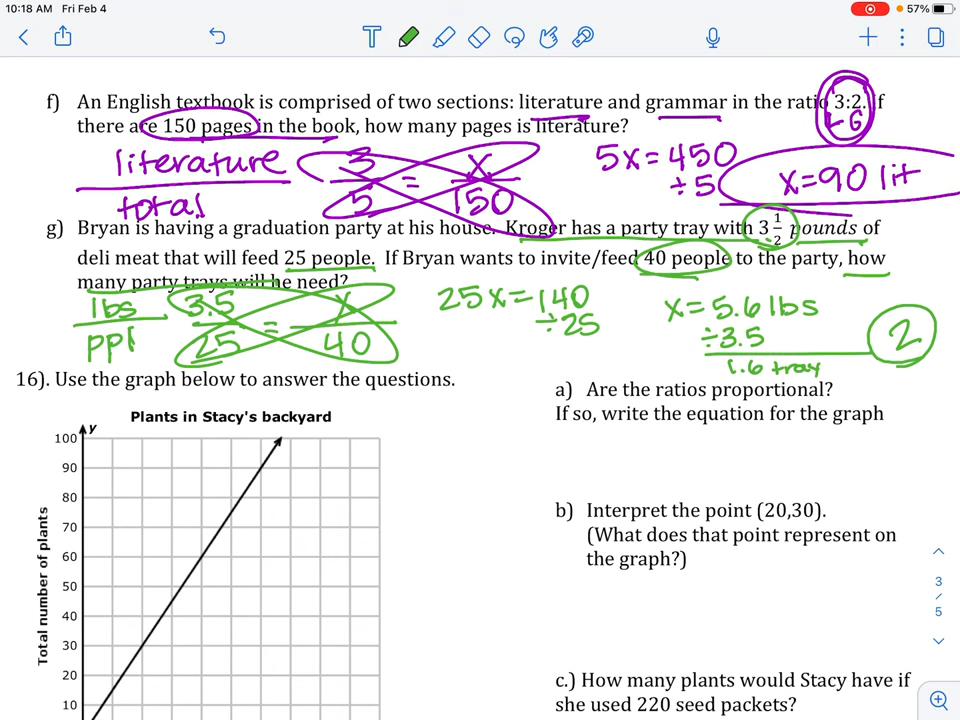 10:18 AM Fri Feb 4 57%
T
f) An English textbook is comprised of two sections: literature and grammar in the ratio 3:2. If
L G
there are 150 pages in the book, how many pages is literature?
literature 3 = x 5x=450
total 5 150 ÷5 x=90 lit
g) Bryan is having a graduation party at his house. Kroger has a party tray with 3 1/2 pounds of
deli meat that will feed 25 people. If Bryan wants to invite/feed 40 people to the party, how
many party trays will he need?
lbs 3.5 = x 25x=140 x=5.6 lbs
ppl 25 40 ÷25 ÷3.5 2
1.6 tray
16). Use the graph below to answer the questions.
a) Are the ratios proportional?
If so, write the equation for the graph
Plants in Stacy's backyard
y
100
90
80
70
60
50
40
30
20
10
Total number of plants
b) Interpret the point (20,30).
(What does that point represent on
the graph?)
c.) How many plants would Stacy have if
she used 220 seed packets?
3
/
5